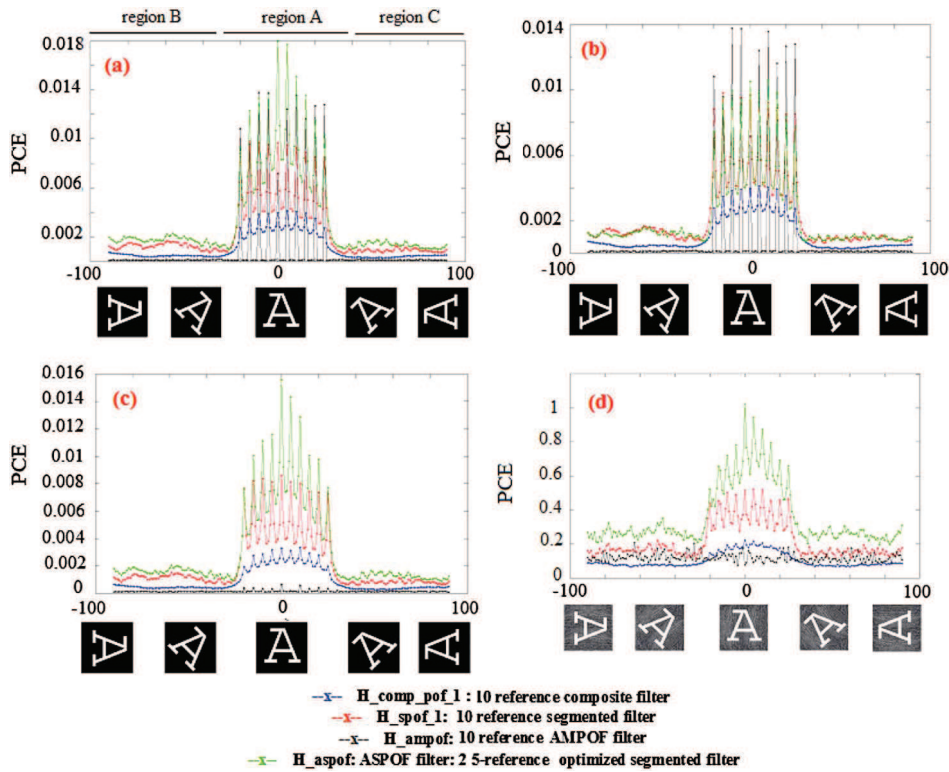 region B region A region C
(a)
PCE
0.018
0.014
0.01
0.006
0.002
-100 0 100
A A A A A
(b)
PCE
0.014
0.01
0.006
0.002
0
-100 0 100
A A A A A
(c)
PCE
0.016
0.014
0.012
0.01
0.008
0.006
0.004
0.002
0
-100 0 100
A A A A A
(d)
PCE
1
0.8
0.6
0.4
0.2
0
-100 0 100
A A A A A
--x-- H_comp_pof_1 : 10 reference composite filter
--x-- H_spof_1: 10 reference segmented filter
--x-- H_ampof: 10 reference AMPOF filter
--x-- H_aspof: ASPOF filter: 2 5-reference optimized segmented filter